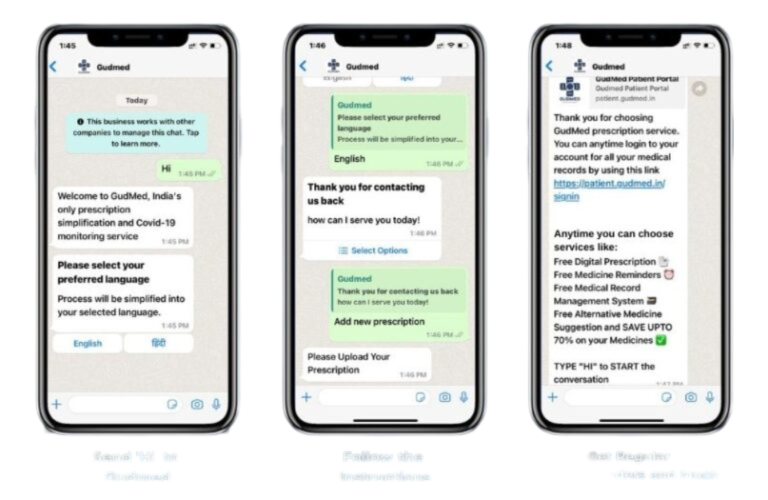 1:45
Gudmed
Today
This business works with other
companies to manage this chat. Tap
to learn more.
Hi
1:45 PM
Welcome to GudMed, India's
only prescription
simplification and Covid-19
monitoring service
1:45 PM
Please select your
preferred language
Process will be simplified into
your selected language.
1:45 PM
English
हिंदी
1:46
Gudmed
English
हिंदी
Gudmed
Please select your preferred
language
Process will be simplified into your...
English
1:46 PM
Thank you for contacting
us back
how can I serve you today!
1:46 PM
Select Options
Gudmed
Thank you for contacting us back
how can I serve you today!
Add new prescription
1:46 PM
Please Upload Your
Prescription
1:46 PM
1:48
Gudmed
GUDMED
GudMed Patient Portal
Gudmed Patient Portal
patient.gudmed.in
Thank you for choosing
GudMed prescription service.
You can anytime login to your
account for all your medical
records by using this link
https://patient.gudmed.in/
signin
Anytime you can choose
services like:
Free Digital Prescription
Free Medicine Reminders
Free Medical Record
Management System
Free Alternative Medicine
Suggestion and SAVE UPTO
70% on your Medicines
TYPE "HI" to START the
conversation
1:47 PM